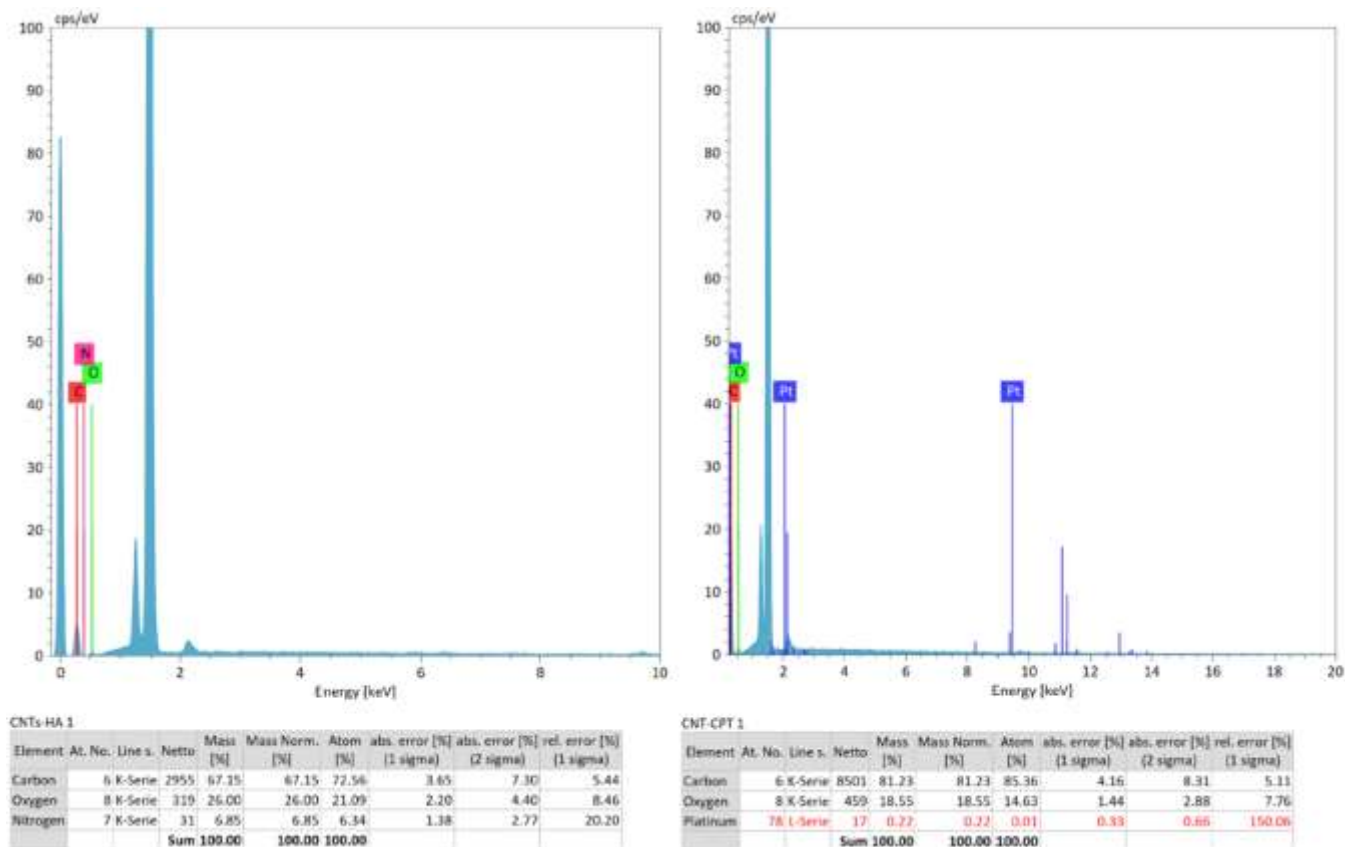 cps/eV
100
90
80
70
60
50
40
30
20
10
0
N
O
C
0 2 4 6 8 10
Energy [keV]
cps/eV
100
90
80
70
60
50
40
30
20
10
0
Pt
O
C
Pt
Pt
2 4 6 8 10 12 14 16 18 20
Energy [keV]
CNTs-HA 1
Element At. No. Line s. Netto Mass [%] Mass Norm. [%] Atom [%] abs. error [%] (1 sigma) abs. error [%] (2 sigma) rel. error [%] (1 sigma)
Carbon 6 K-Serie 2955 67.15 67.15 72.56 3.65 7.30 5.44
Oxygen 8 K-Serie 319 26.00 26.00 21.09 2.20 4.40 8.46
Nitrogen 7 K-Serie 31 6.85 6.85 6.34 1.38 2.77 20.20
Sum 100.00 100.00 100.00
CNT-CPT 1
Element At. No. Line s. Netto Mass [%] Mass Norm. [%] Atom [%] abs. error [%] (1 sigma) abs. error [%] (2 sigma) rel. error [%] (1 sigma)
Carbon 6 K-Serie 8501 81.23 81.23 85.36 4.16 8.31 5.11
Oxygen 8 K-Serie 459 18.55 18.55 14.63 1.44 2.88 7.76
Platinum 78 L-Serie 17 0.22 0.22 0.01 0.33 0.66 150.06
Sum 100.00 100.00 100.00